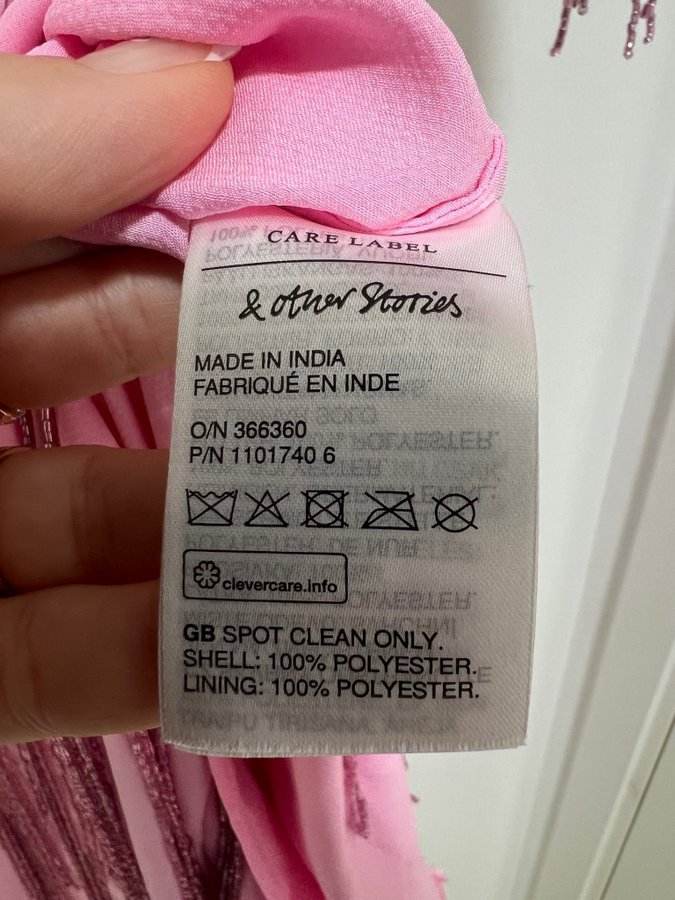 CARE LABEL
& other Stories
MADE IN INDIA
FABRIQUÉ EN INDE
O/N 366360
P/N 1101740 6
clevercare.info
GB SPOT CLEAN ONLY.
SHELL: 100% POLYESTER.
LINING: 100% POLYESTER.